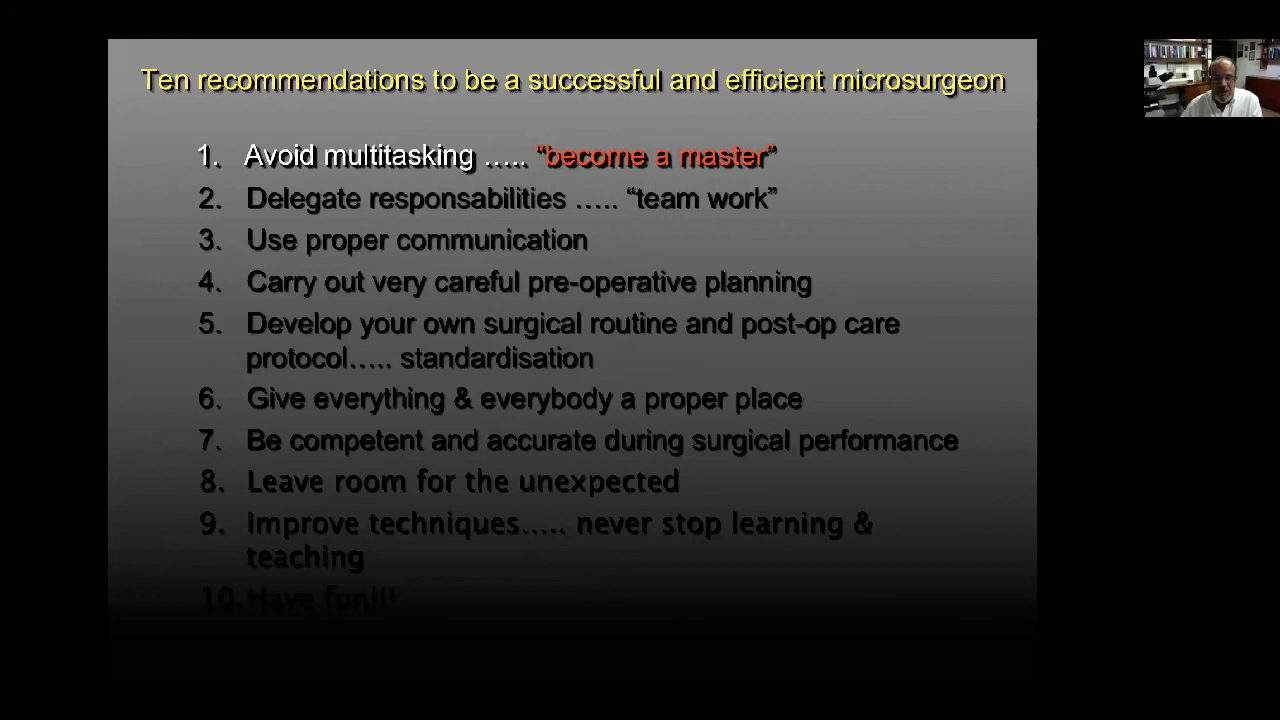 Ten recommendations to be a successful and efficient microsurgeon
1. Avoid multitasking ….. “become a master”
2. Delegate responsabilities ….. “team work”
3. Use proper communication
4. Carry out very careful pre-operative planning
5. Develop your own surgical routine and post-op care
protocol….. standardisation
6. Give everything & everybody a proper place
7. Be competent and accurate during surgical performance
8. Leave room for the unexpected
9. Improve techniques….. never stop learning &
teaching
10. Have fun!!!